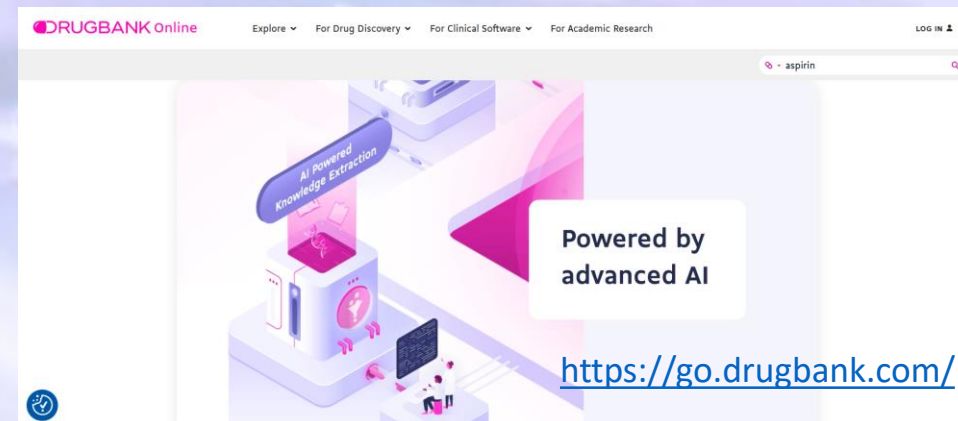 DRUGBANK Online
Explore For Drug Discovery For Clinical Software For Academic Research LOG IN
aspirin
AI Powered
Knowledge Extraction
Powered by
advanced AI
https://go.drugbank.com/